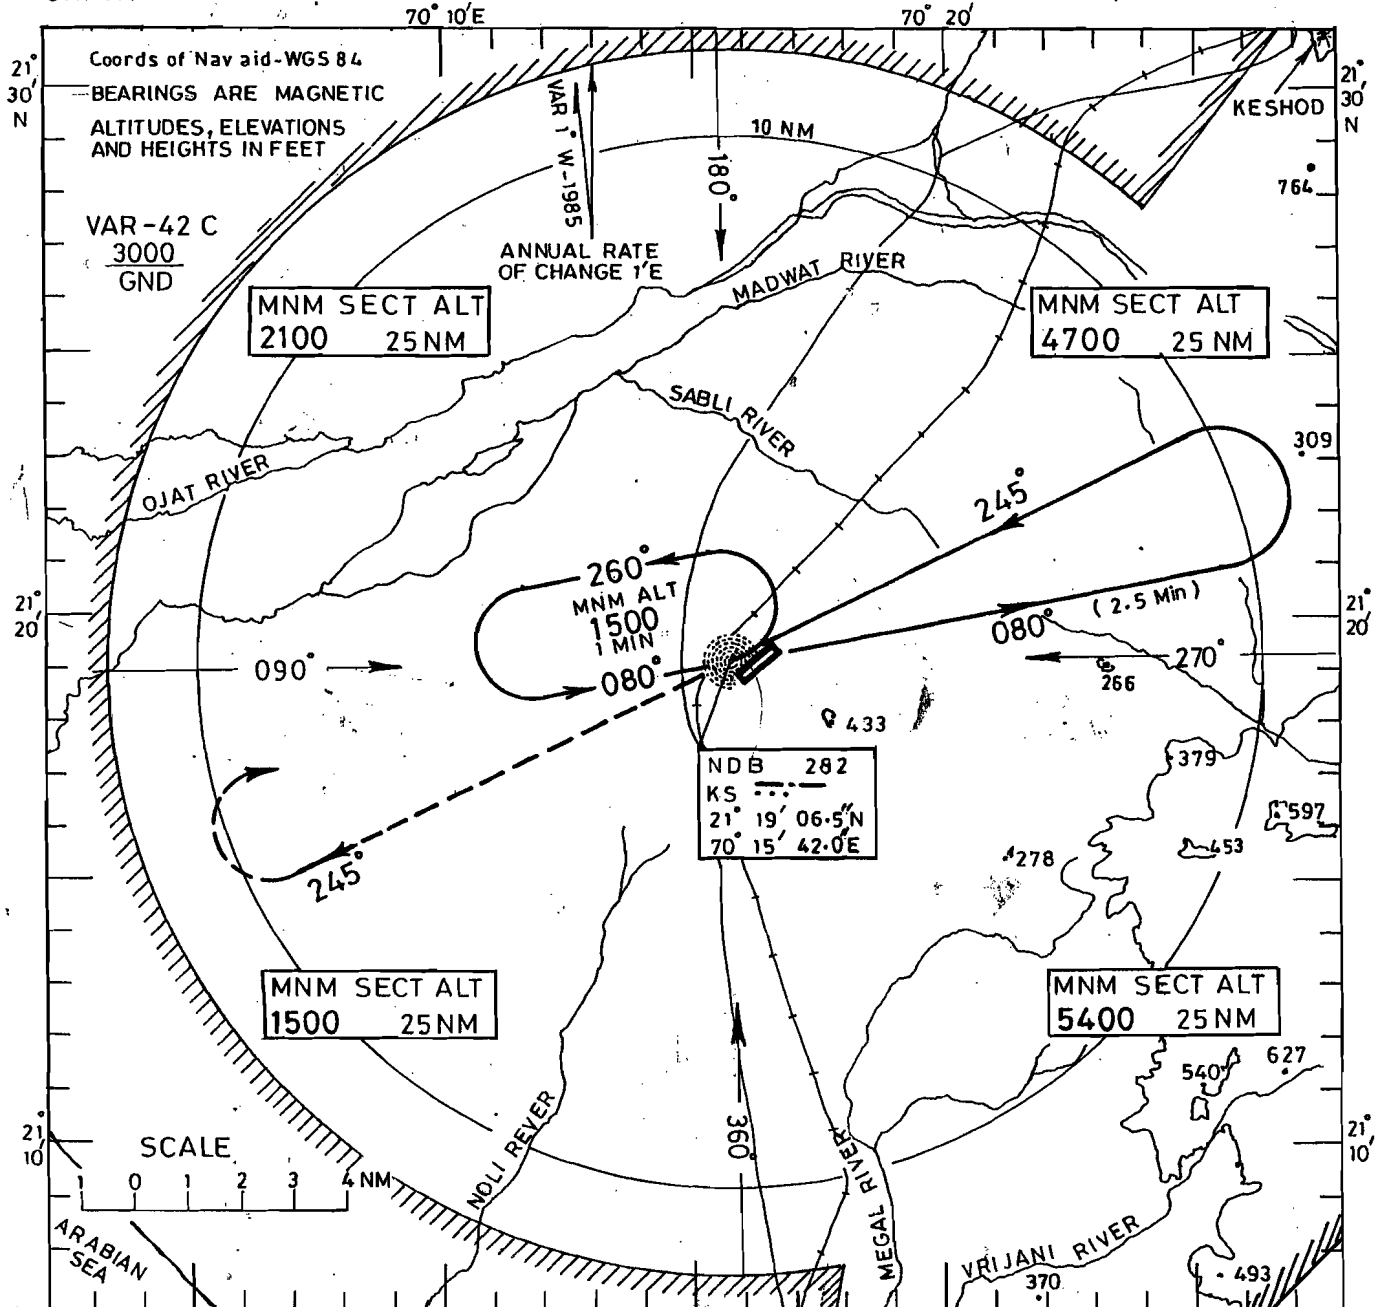 70° 10'E
70° 20'
21° 30' N
Coords of Nav aid-WGS 84
BEARINGS ARE MAGNETIC
ALTITUDES, ELEVATIONS
AND HEIGHTS IN FEET
VAR-42 C
3000
GND
VAR 1° W-1985
ANNUAL RATE
OF CHANGE 1'E
10 NM
180°
21° 30' N
KESHOD
764
MNM SECT ALT
2100 25 NM
MADWAT RIVER
MNM SECT ALT
4700 25 NM
SABLI RIVER
OJAT RIVER
309
245°
260°
MNM ALT
1500
1 MIN
080°
(2.5 Min)
080°
21° 20'
21° 20'
090°
270°
266
433
379
NDB 282
KS
21° 19' 06.5"N
70° 15' 42.0"E
597
453
278
245°
MNM SECT ALT
1500 25 NM
MNM SECT ALT
5400 25 NM
627
540
360°
NOLI REVER
MEGAL RIVER
21° 10'
21° 10'
SCALE
1 0 1 2 3 4 NM
ARABIAN
SEA
VRIJANI RIVER
370
493